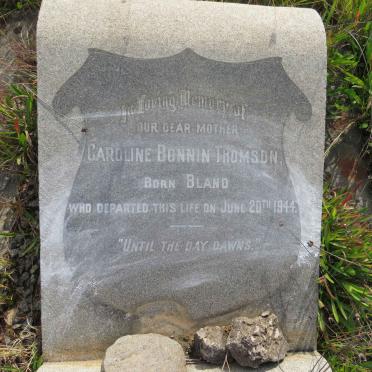 In Loving Memory of
OUR DEAR MOTHER
CAROLINE BONNIN THOMSON
BORN BLAND
WHO DEPARTED THIS LIFE ON JUNE 20TH 1944.
"UNTIL THE DAY DAWNS."